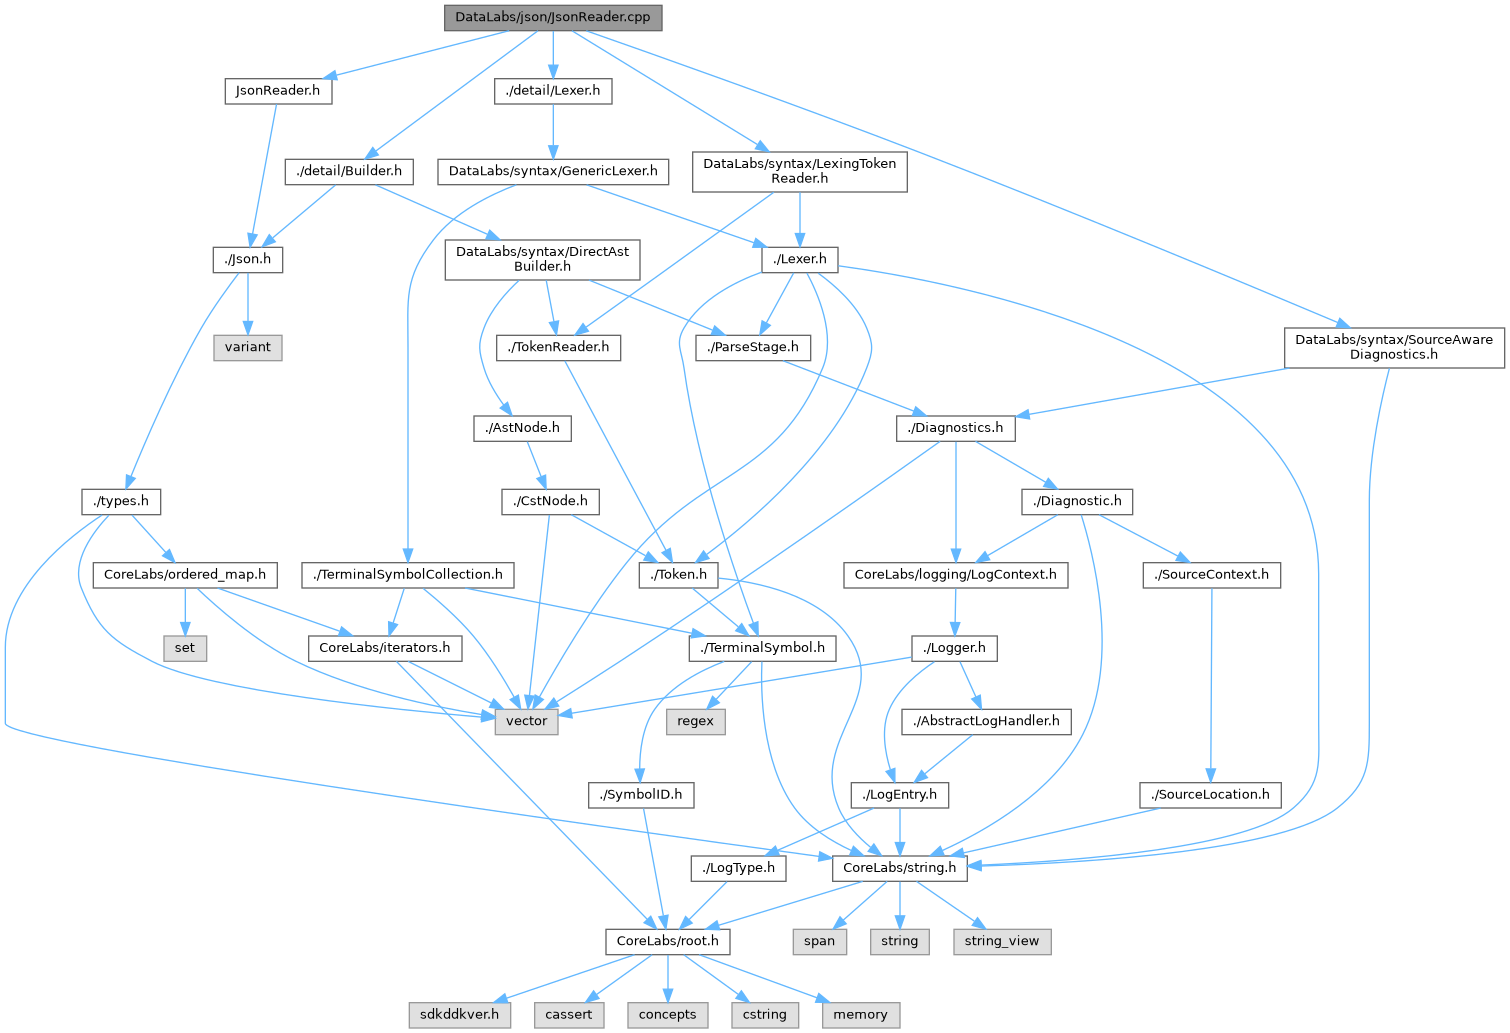 DataLabs/json/JsonReader.cpp
JsonReader.h
./detail/Lexer.h
./detail/Builder.h
DataLabs/syntax/GenericLexer.h
DataLabs/syntax/LexingToken
Reader.h
./Json.h
DataLabs/syntax/DirectAst
Builder.h
./Lexer.h
variant
./TokenReader.h
./ParseStage.h
DataLabs/syntax/SourceAware
Diagnostics.h
./AstNode.h
./Diagnostics.h
./types.h
./CstNode.h
./Diagnostic.h
CoreLabs/ordered_map.h
./TerminalSymbolCollection.h
./Token.h
CoreLabs/logging/LogContext.h
./SourceContext.h
set
CoreLabs/iterators.h
./TerminalSymbol.h
./Logger.h
vector
regex
./AbstractLogHandler.h
./SymbolID.h
./LogEntry.h
./SourceLocation.h
./LogType.h
CoreLabs/string.h
CoreLabs/root.h
span
string
string_view
sdkddkver.h
cassert
concepts
cstring
memory